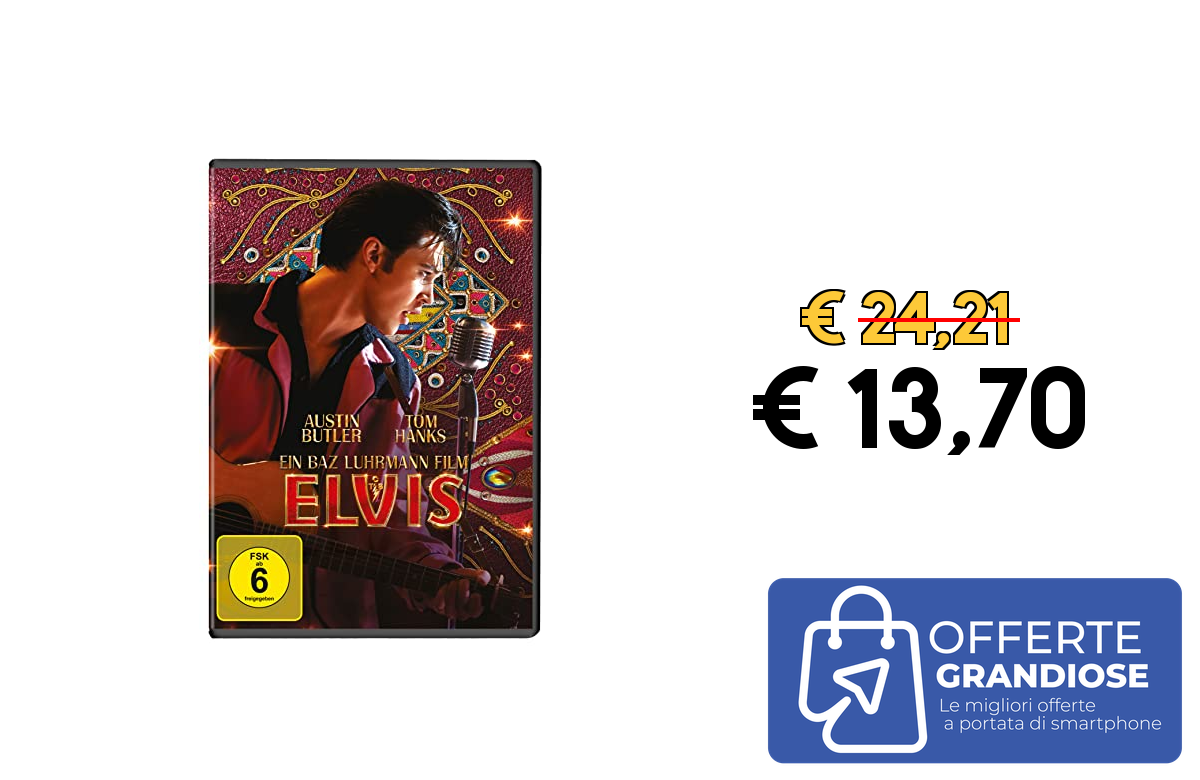 AUSTIN TOM
BUTLER HANKS
EIN BAZ LUHRMANN FILM
ELVIS
FSK
ab
6
freigegeben
€ 24,21
€ 13,70
OFFERTE
GRANDIOSE
Le migliori offerte
a portata di smartphone